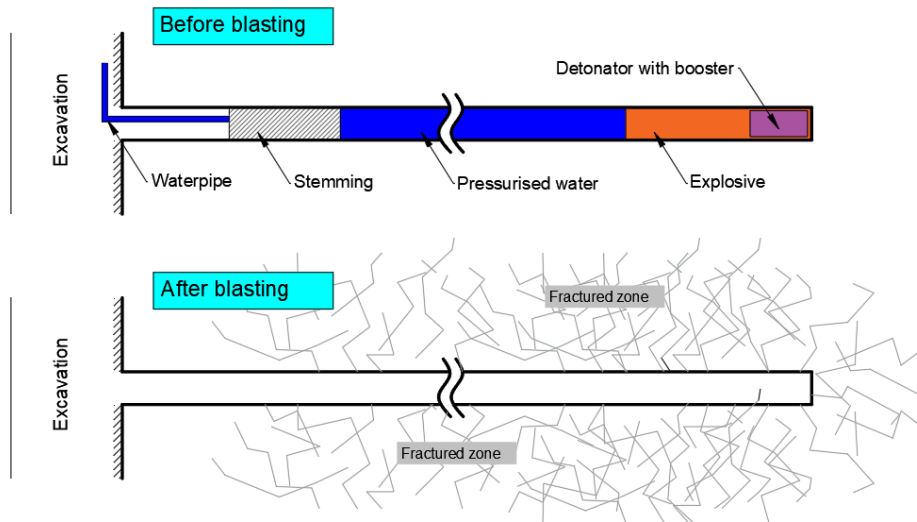 Before blasting
Detonator with booster
Excavation
Waterpipe
Stemming
Pressurised water
Explosive
After blasting
Fractured zone
Excavation
Fractured zone